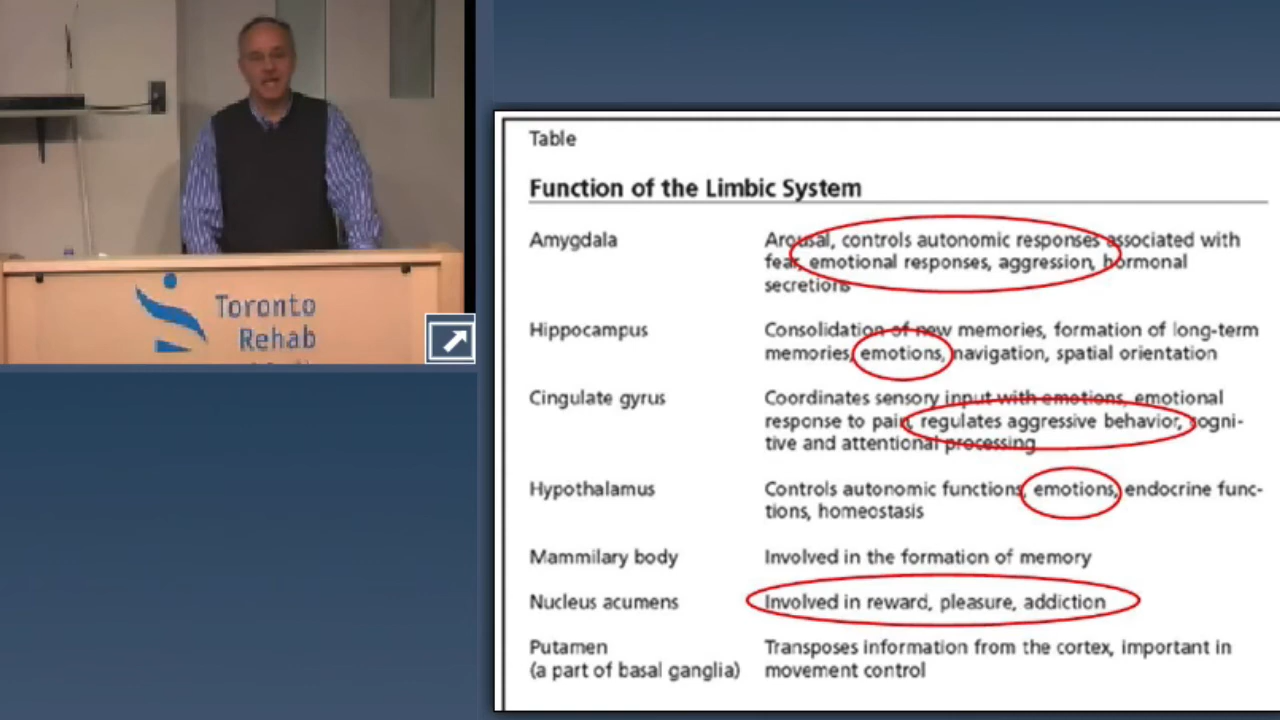 Toronto
Rehab
Table
Function of the Limbic System
Amygdala
Arousal, controls autonomic responses associated with
fear, emotional responses, aggression, hormonal
secretions
Hippocampus
Consolidation of new memories, formation of long-term
memories, emotions, navigation, spatial orientation
Cingulate gyrus
Coordinates sensory input with emotions, emotional
response to pain, regulates aggressive behavior, cogni-
tive and attentional processing
Hypothalamus
Controls autonomic functions, emotions, endocrine func-
tions, homeostasis
Mammilary body
Involved in the formation of memory
Nucleus acumens
Involved in reward, pleasure, addiction
Putamen
(a part of basal ganglia)
Transposes information from the cortex, important in
movement control